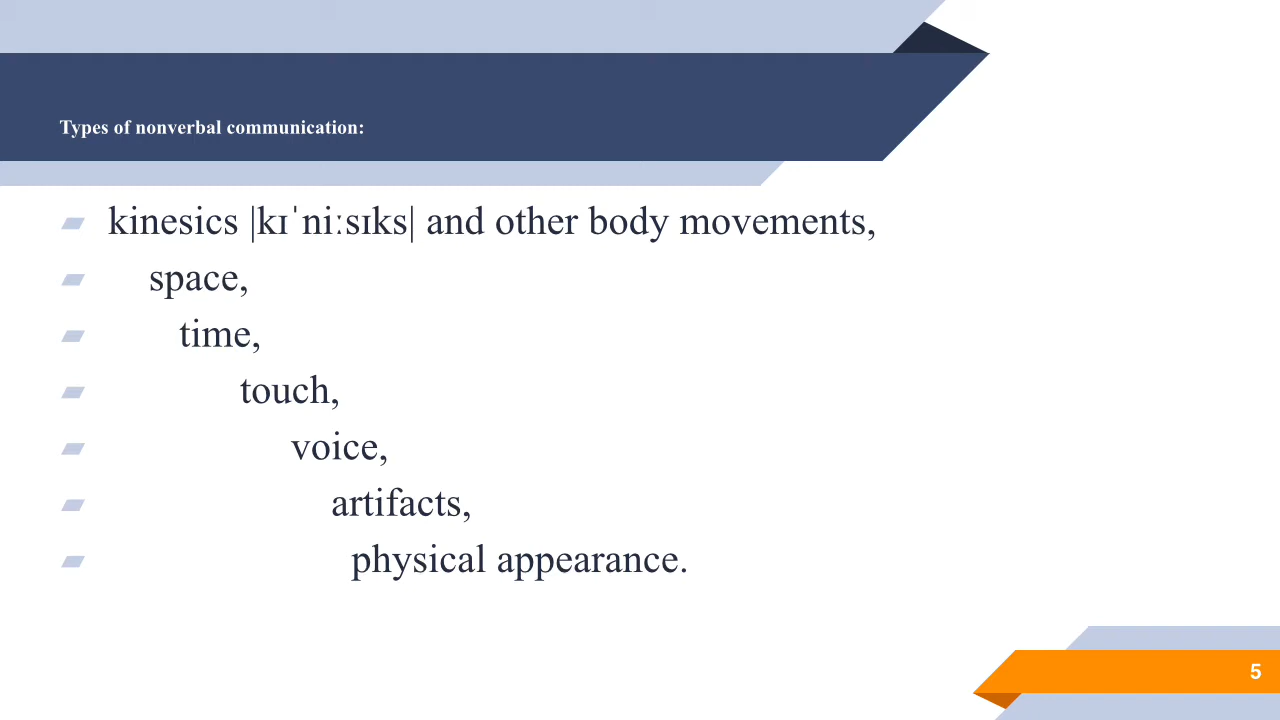 Types of nonverbal communication:
kinesics |kɪˈniːsɪks| and other body movements,
space,
time,
touch,
voice,
artifacts,
physical appearance.
5